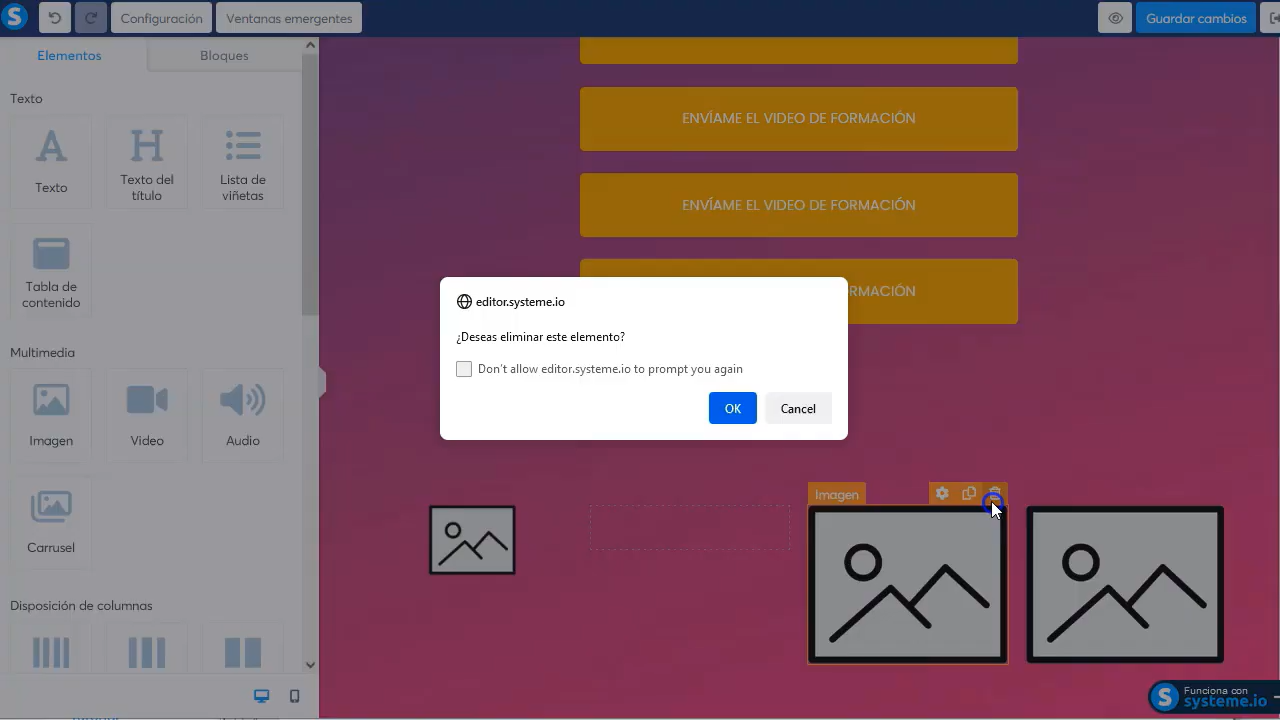 S
Configuración
Ventanas emergentes
Guardar cambios
Elementos
Bloques
Texto
A
Texto
H
Texto del
título
Lista de
viñetas
Tabla de
contenido
Multimedia
Imagen
Video
Audio
Carrusel
Disposición de columnas
ENVÍAME EL VIDEO DE FORMACIÓN
ENVÍAME EL VIDEO DE FORMACIÓN
FORMACIÓN
editor.systeme.io
¿Deseas eliminar este elemento?
Don't allow editor.systeme.io to prompt you again
OK
Cancel
Imagen
S
Funciona con
systeme.io